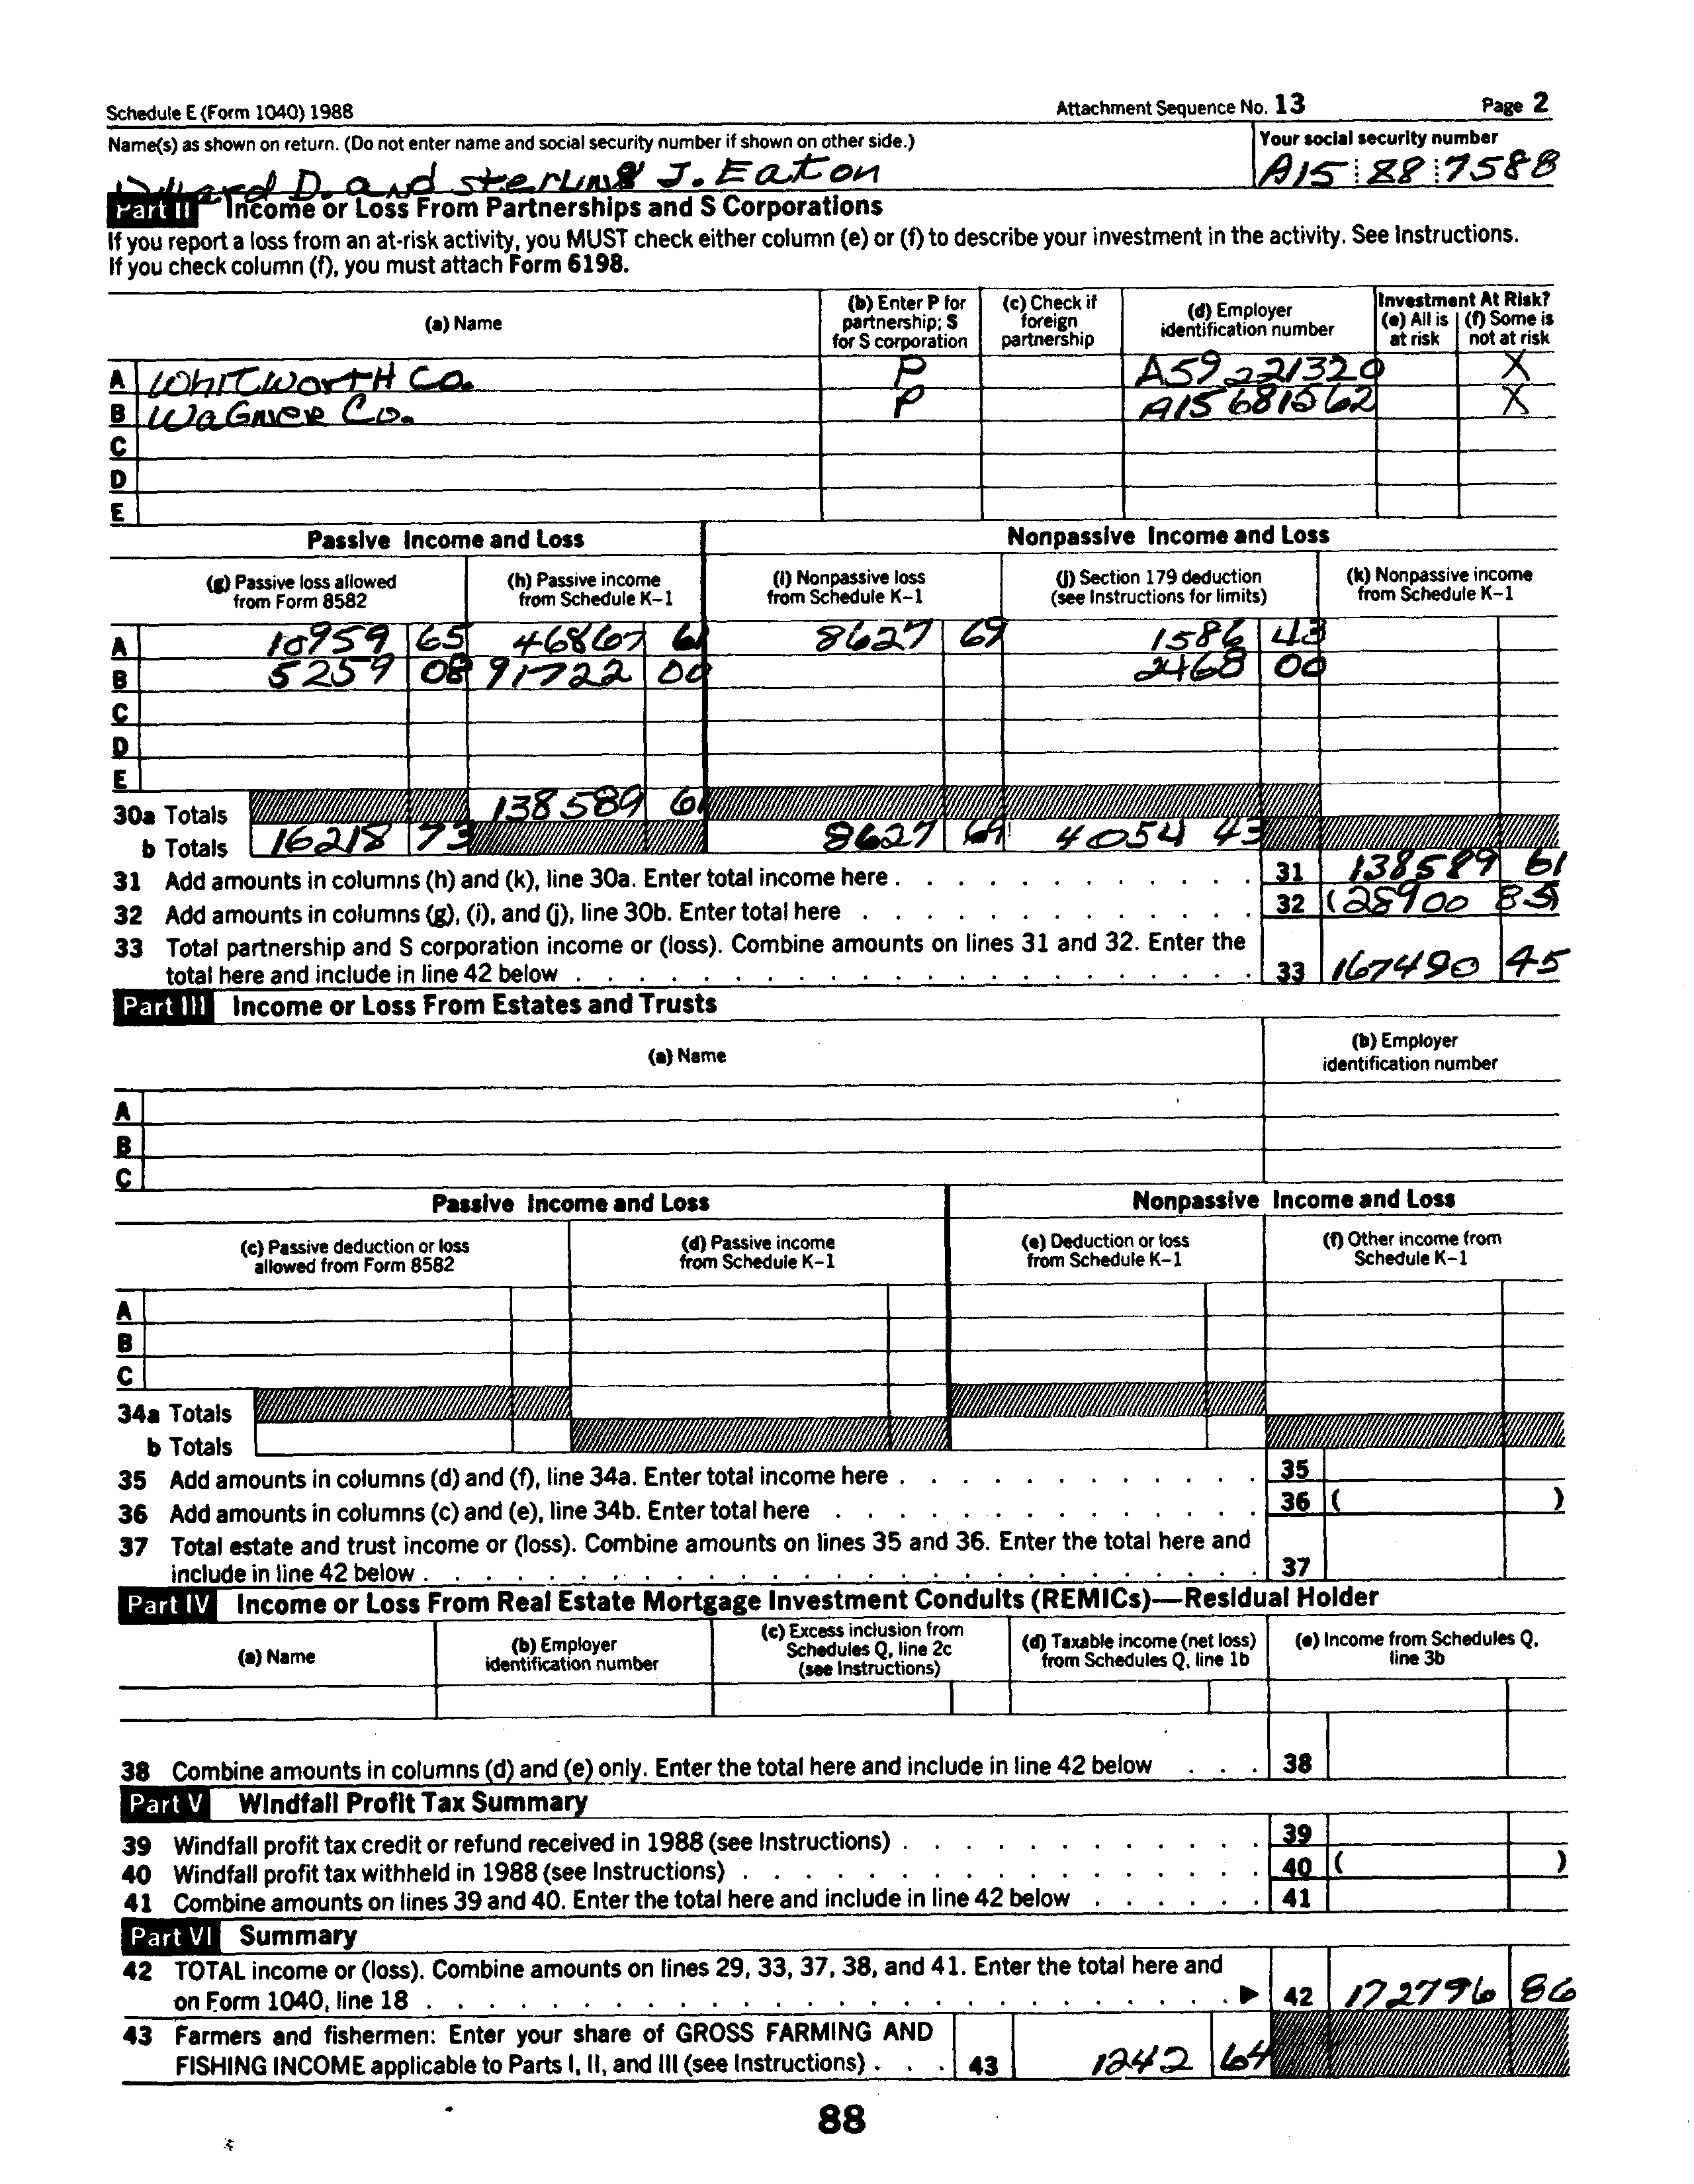 Schedule E (Form 1040) 1988 Attachment Sequence No. 13 Page 2
Name(s) as shown on return. (Do not enter name and social security number if shown on other side.) Your social security number
D. and Sterling J. Eaton A15 88 7588
Part II Income or Loss From Partnerships and S Corporations
If you report a loss from an at-risk activity, you MUST check either column (e) or (f) to describe your investment in the activity. See Instructions.
If you check column (f), you must attach Form 6198.
(a) Name (b) Enter P for partnership; S for S corporation (c) Check if foreign partnership (d) Employer identification number Investment At Risk? (e) All is at risk (f) Some is not at risk
A WHITWORTH CO. P A59221320 X
B WAGNER CO. P A15681562 X
C
D
E
Passive Income and Loss Nonpassive Income and Loss
(g) Passive loss allowed from Form 8582 (h) Passive income from Schedule K-1 (i) Nonpassive loss from Schedule K-1 (j) Section 179 deduction (see Instructions for limits) (k) Nonpassive income from Schedule K-1
A 10959 65 46867 61 8627 69 1586 43
B 5259 08 91722 00 2468 00
C
D
E
30a Totals 138589 61
b Totals 16218 73 8627 69 4054 43
31 Add amounts in columns (h) and (k), line 30a. Enter total income here . 31 138589 61
32 Add amounts in columns (g), (i), and (j), line 30b. Enter total here . 32 (28900 85)
33 Total partnership and S corporation income or (loss). Combine amounts on lines 31 and 32. Enter the
total here and include in line 42 below . 33 167490 45
Part III Income or Loss From Estates and Trusts
(a) Name (b) Employer identification number
A
B
C
Passive Income and Loss Nonpassive Income and Loss
(c) Passive deduction or loss allowed from Form 8582 (d) Passive income from Schedule K-1 (e) Deduction or loss from Schedule K-1 (f) Other income from Schedule K-1
A
B
C
34a Totals
b Totals
35 Add amounts in columns (d) and (f), line 34a. Enter total income here . 35
36 Add amounts in columns (c) and (e), line 34b. Enter total here . 36 ( )
37 Total estate and trust income or (loss). Combine amounts on lines 35 and 36. Enter the total here and
include in line 42 below . 37
Part IV Income or Loss From Real Estate Mortgage Investment Conduits (REMICs)—Residual Holder
(a) Name (b) Employer identification number (c) Excess inclusion from Schedules Q, line 2c (see Instructions) (d) Taxable income (net loss) from Schedules Q, line 1b (e) Income from Schedules Q, line 3b
38 Combine amounts in columns (d) and (e) only. Enter the total here and include in line 42 below . 38
Part V Windfall Profit Tax Summary
39 Windfall profit tax credit or refund received in 1988 (see Instructions) . 39
40 Windfall profit tax withheld in 1988 (see Instructions) . 40 ( )
41 Combine amounts on lines 39 and 40. Enter the total here and include in line 42 below . 41
Part VI Summary
42 TOTAL income or (loss). Combine amounts on lines 29, 33, 37, 38, and 41. Enter the total here and
on Form 1040, line 18 . ▶ 42 172796 86
43 Farmers and fishermen: Enter your share of GROSS FARMING AND
FISHING INCOME applicable to Parts I, II, and III (see Instructions) . 43 1242 64
88